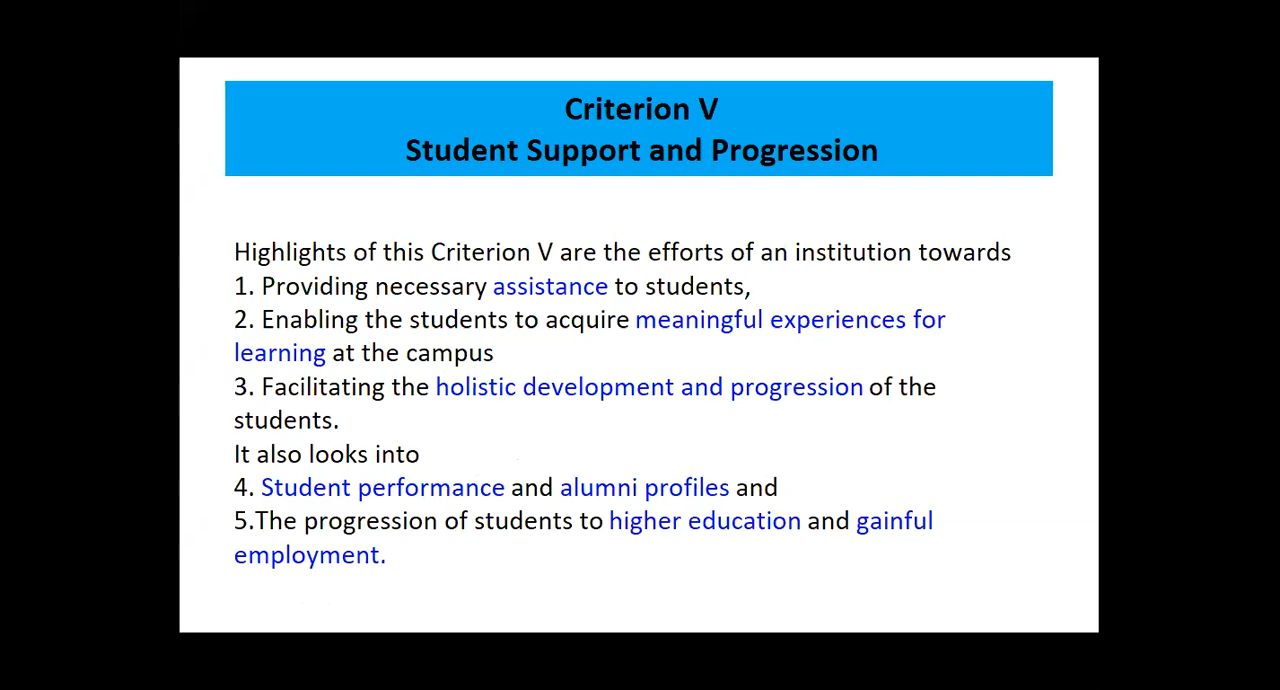 Criterion V
Student Support and Progression
Highlights of this Criterion V are the efforts of an institution towards
1. Providing necessary assistance to students,
2. Enabling the students to acquire meaningful experiences for
learning at the campus
3. Facilitating the holistic development and progression of the
students.
It also looks into
4. Student performance and alumni profiles and
5.The progression of students to higher education and gainful
employment.